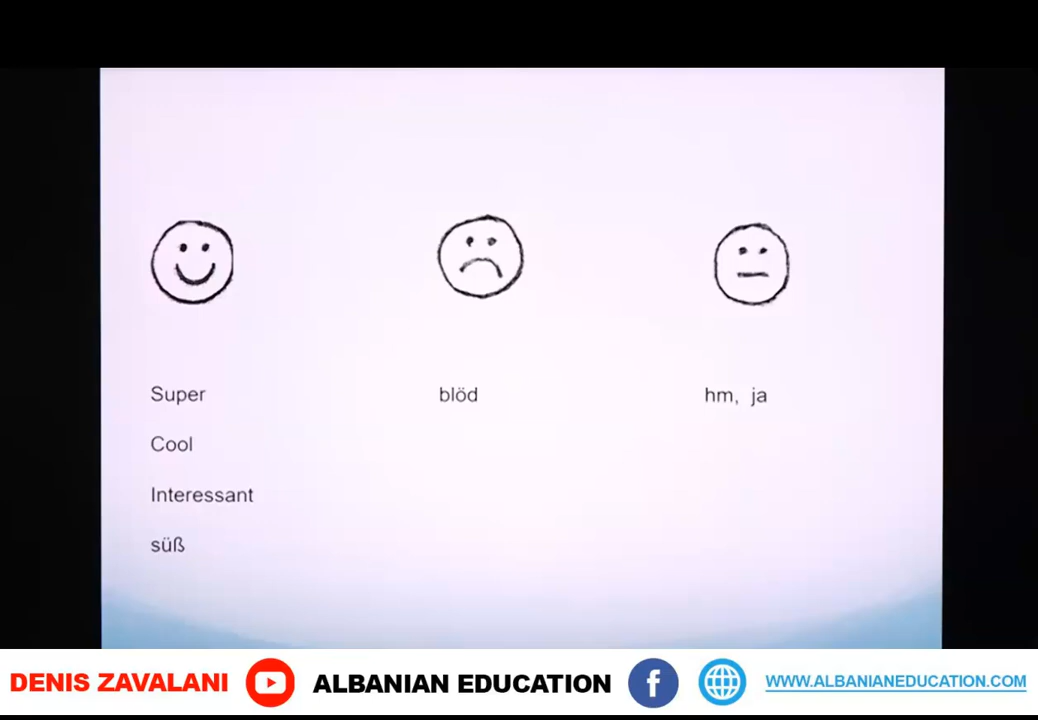 Super
blöd
hm, ja
Cool
Interessant
süß
DENIS ZAVALANI
ALBANIAN EDUCATION
WWW.ALBANIANEDUCATION.COM